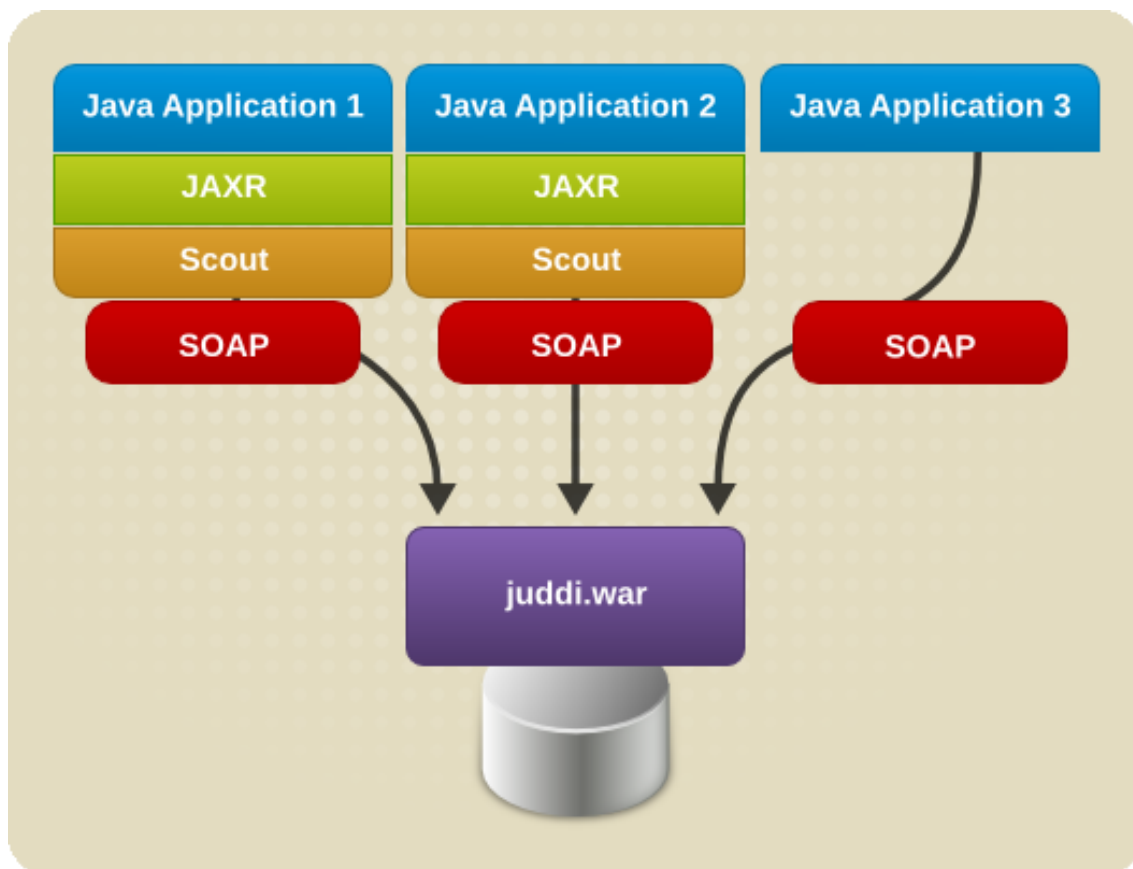 Java Application 1
Java Application 2
Java Application 3
JAXR
JAXR
Scout
Scout
SOAP
SOAP
SOAP
juddi.war